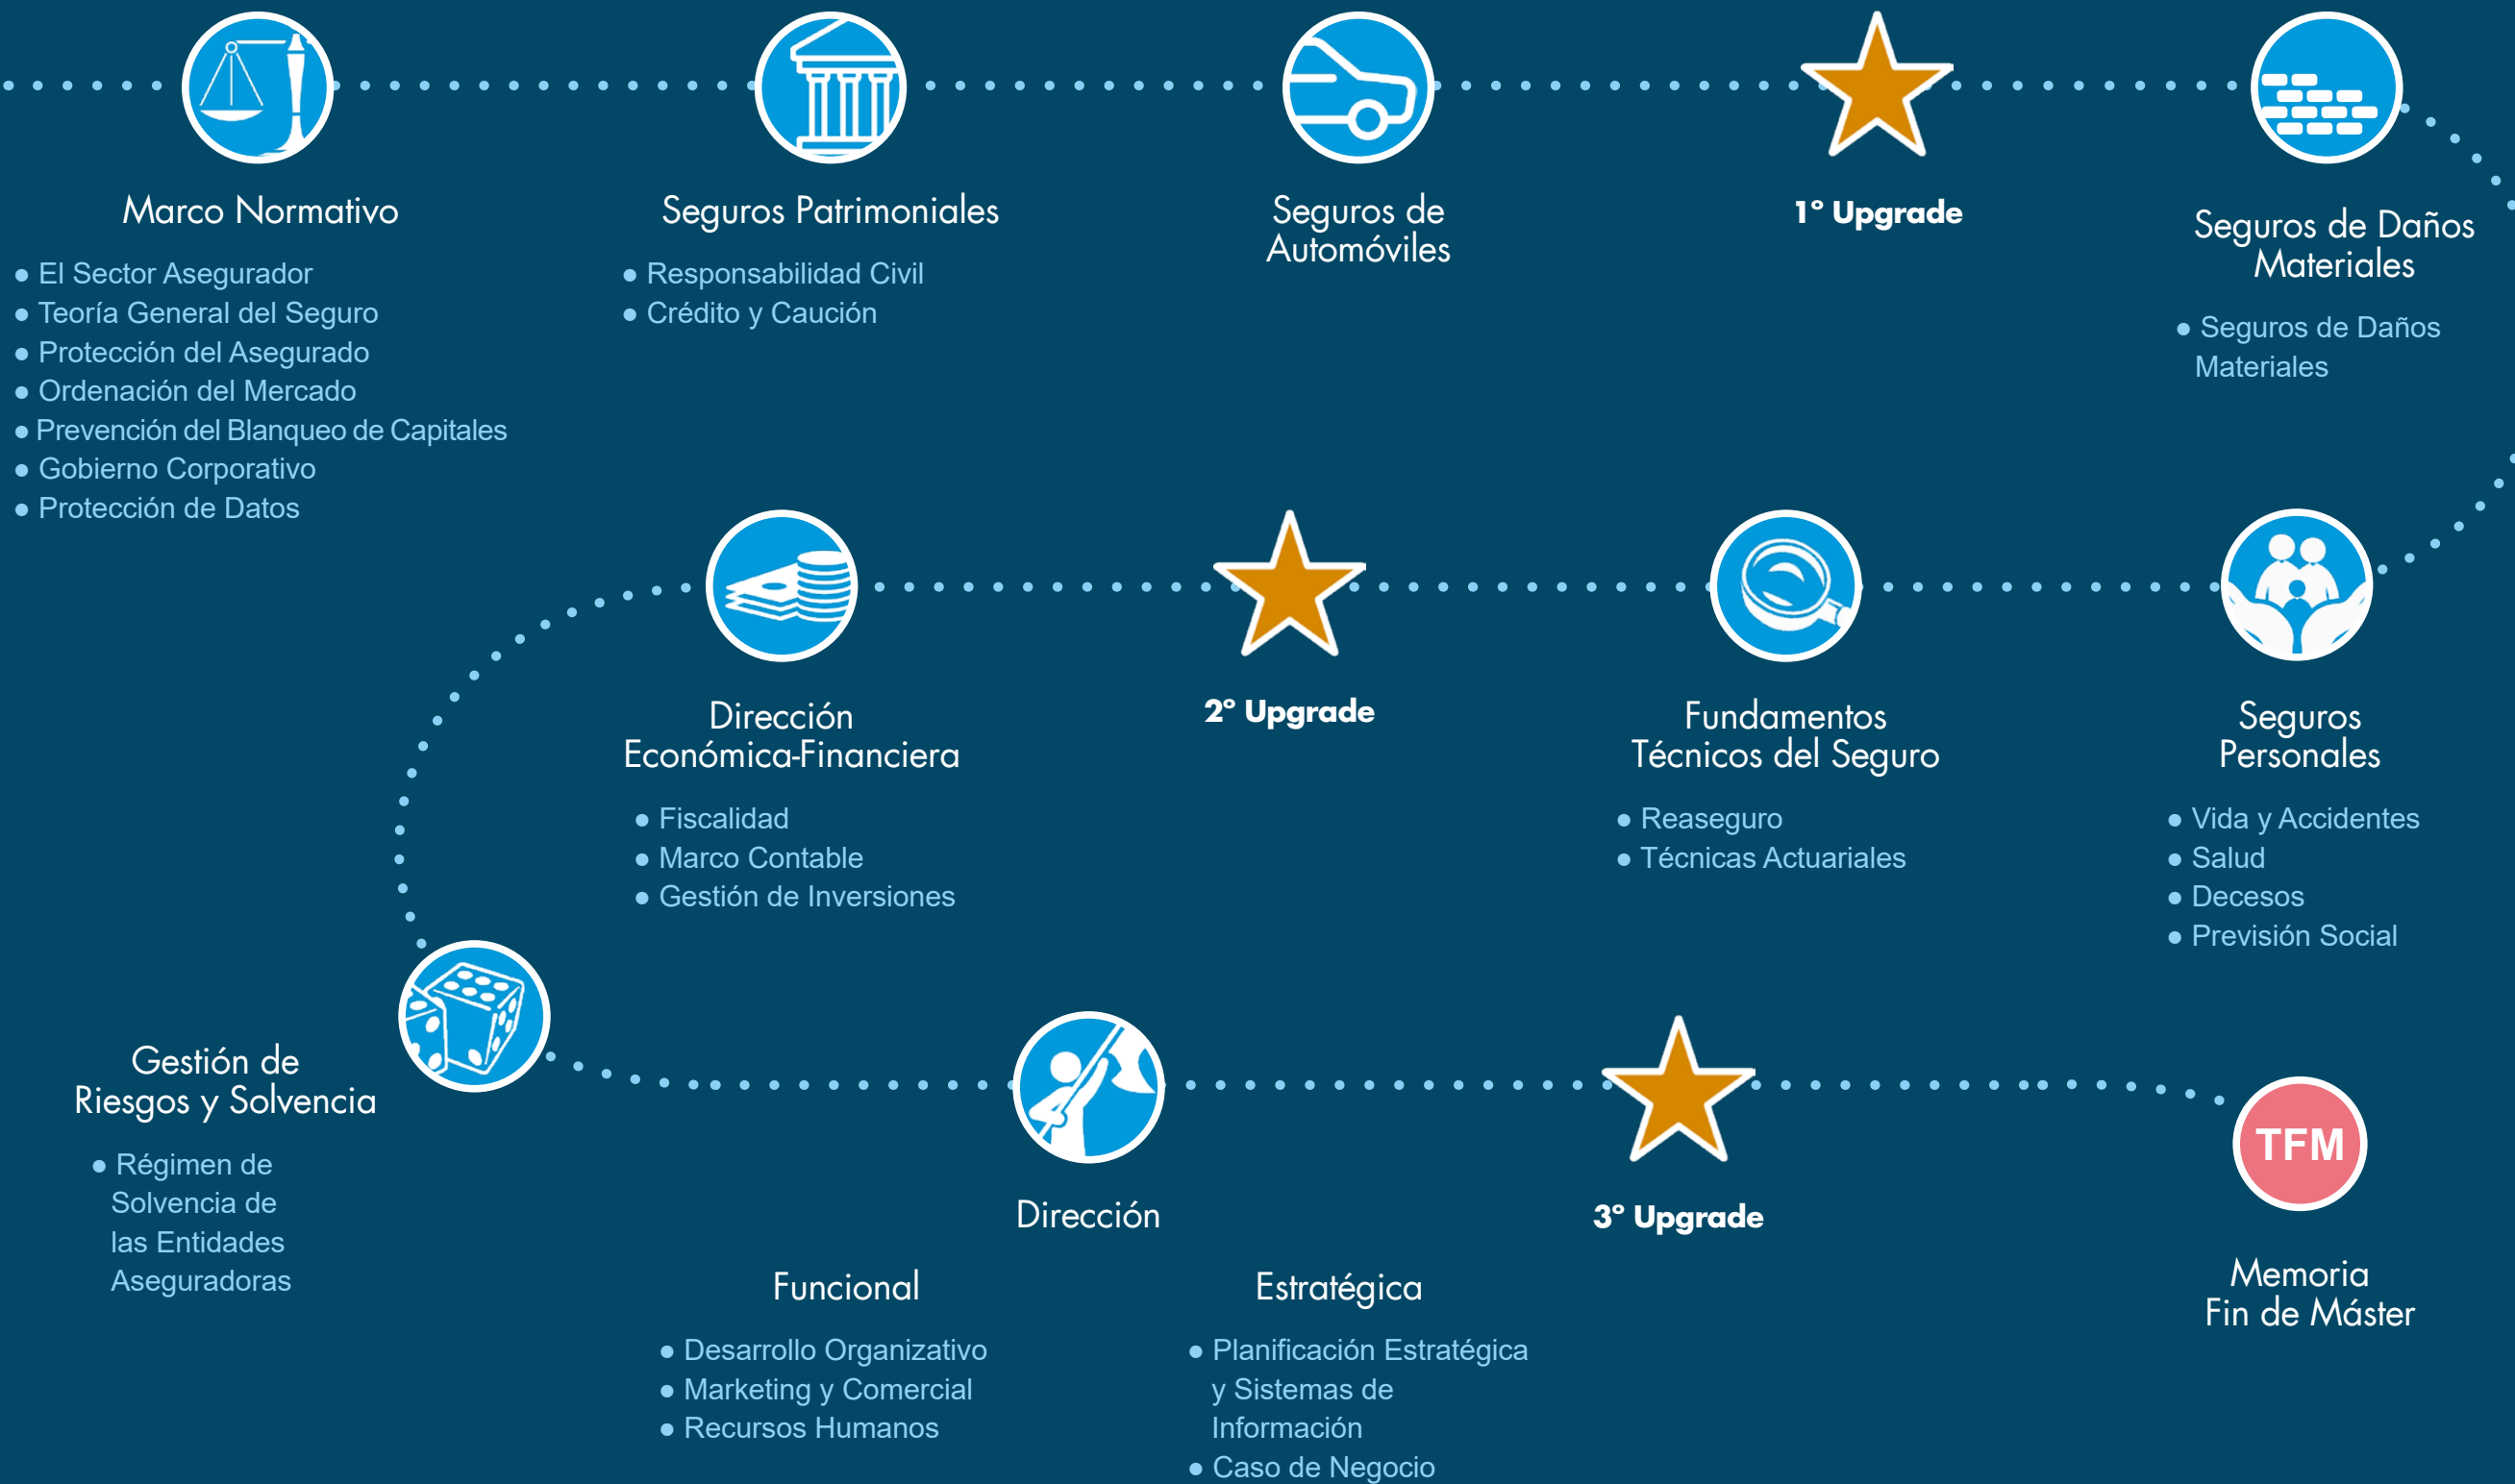 Marco Normativo
● El Sector Asegurador
● Teoría General del Seguro
● Protección del Asegurado
● Ordenación del Mercado
● Prevención del Blanqueo de Capitales
● Gobierno Corporativo
● Protección de Datos
Seguros Patrimoniales
● Responsabilidad Civil
● Crédito y Caución
Seguros de
Automóviles
1º Upgrade
Seguros de Daños
Materiales
● Seguros de Daños
Materiales
Seguros
Personales
● Vida y Accidentes
● Salud
● Decesos
● Previsión Social
Fundamentos
Técnicos del Seguro
● Reaseguro
● Técnicas Actuariales
2º Upgrade
Dirección
Económica-Financiera
● Fiscalidad
● Marco Contable
● Gestión de Inversiones
Gestión de
Riesgos y Solvencia
● Régimen de
Solvencia de
las Entidades
Aseguradoras
Dirección
Funcional
● Desarrollo Organizativo
● Marketing y Comercial
● Recursos Humanos
Estratégica
● Planificación Estratégica
y Sistemas de
Información
● Caso de Negocio
3º Upgrade
TFM
Memoria
Fin de Máster